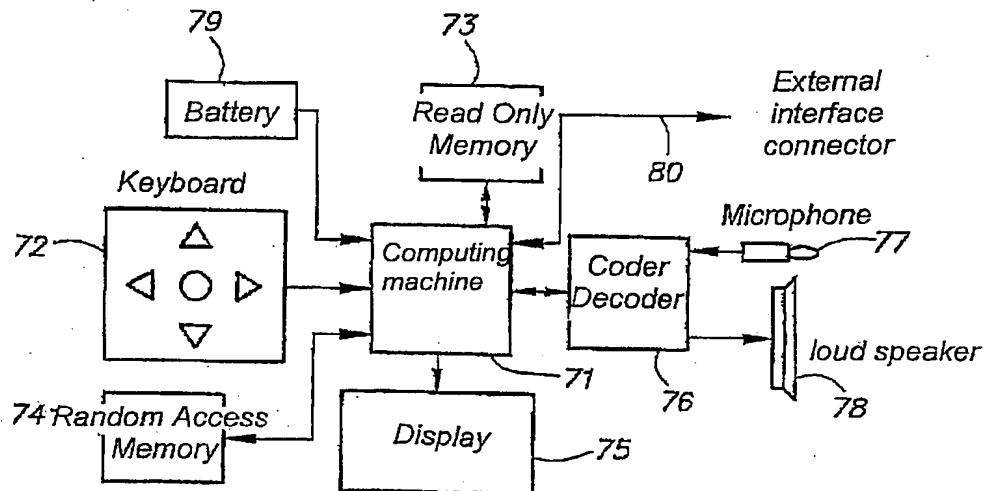 79
73
Battery
Read Only
Memory
External
interface
connector
80
Keyboard
72
Computing
machine
Coder
Decoder
Microphone
77
71
76
loud speaker
78
74 Random Access
Memory
Display
75